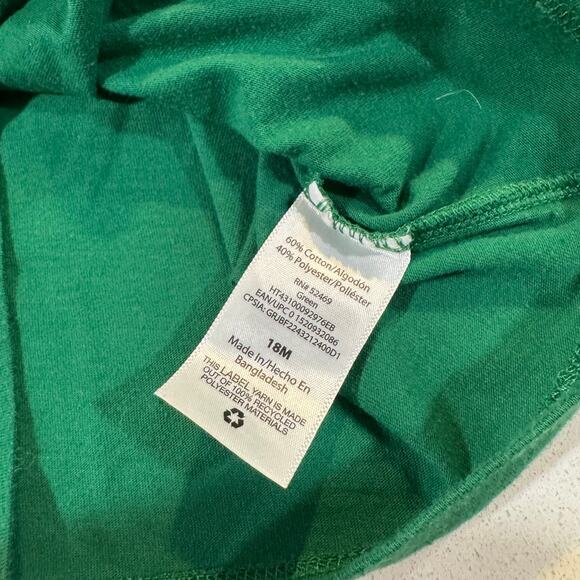 60% Cotton/Algodón
40% Polyester/Poliéster
RN# 52469
Green
HT43100092976EB
EAN/UPC 0 1520932086
CPSIA: GRUBF2243212400D1
18M
Made In/Hecho En
Bangladesh
THIS LABEL YARN IS MADE
OUT OF 100% RECYCLED
POLYESTER MATERIALS